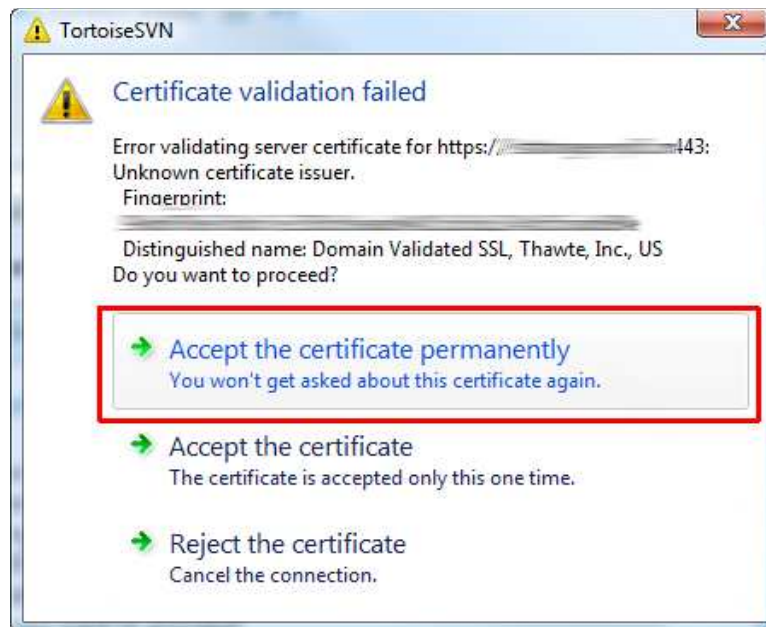 TortoiseSVN
Certificate validation failed
Error validating server certificate for https:/ 443:
Unknown certificate issuer.
Fingerprint:
Distinguished name: Domain Validated SSL, Thawte, Inc., US
Do you want to proceed?
Accept the certificate permanently
You won't get asked about this certificate again.
Accept the certificate
The certificate is accepted only this one time.
Reject the certificate
Cancel the connection.